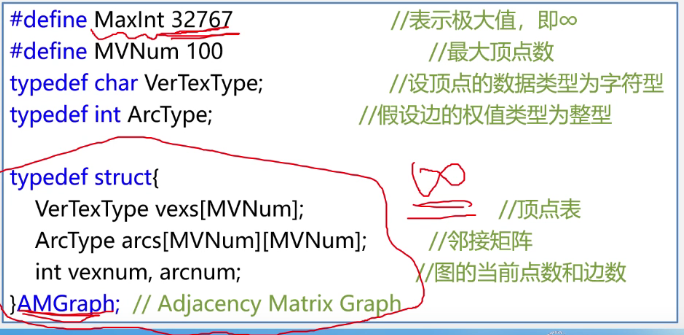 #define MaxInt 32767 //表示极大值，即∞
#define MVNum 100 //最大顶点数
typedef char VerTexType; //设顶点的数据类型为字符型
typedef int ArcType; //假设边的权值类型为整型
typedef struct{
∞
VerTexType vexs[MVNum]; //顶点表
ArcType arcs[MVNum][MVNum]; //邻接矩阵
int vexnum, arcnum; //图的当前点数和边数
}AMGraph; // Adjacency Matrix Graph